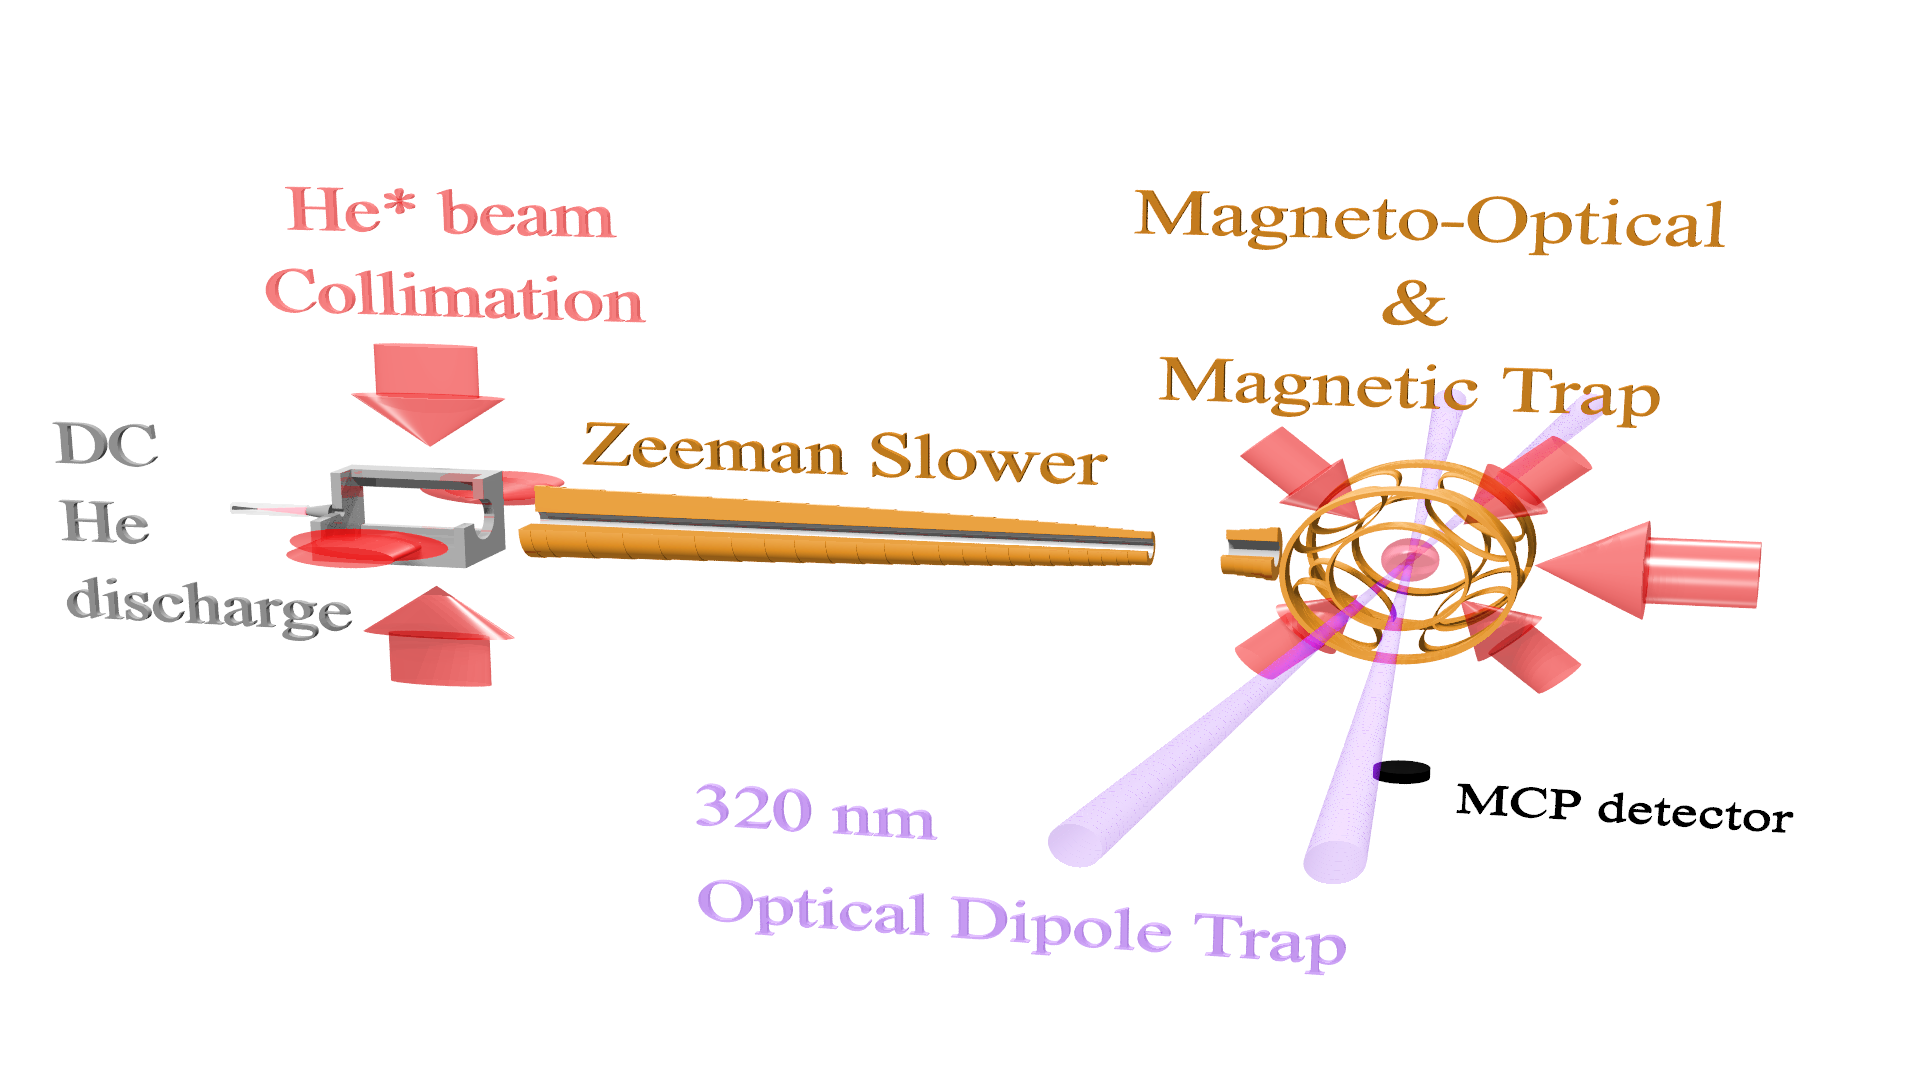 He* beam
Collimation
DC
He
discharge
Zeeman Slower
Magneto-Optical
&
Magnetic Trap
320 nm
Optical Dipole Trap
MCP detector